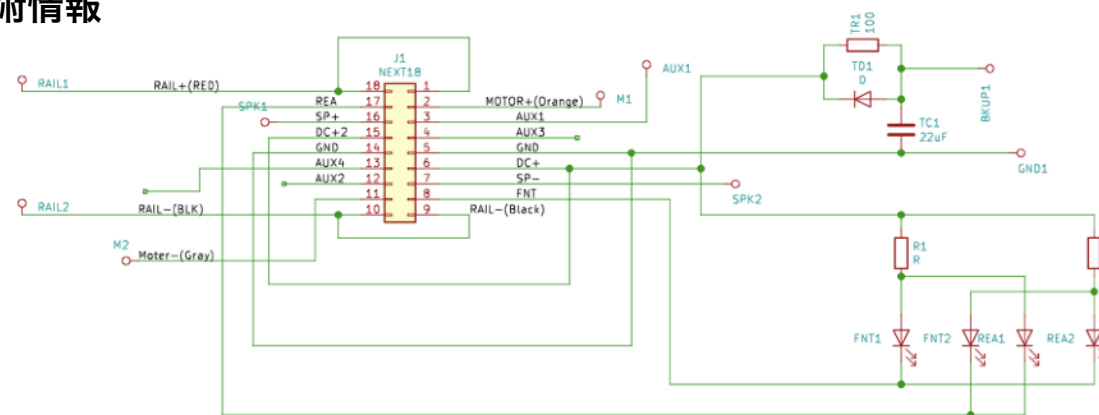 術情報
TR1
100
J1
NEXT18
TD1
D
AUX1
RAIL1
RAIL+(RED)
18
1
BKUP1
REA
17
2
MOTOR+(Orange)
M1
SPK1
SP+
16
3
AUX1
TC1
22uF
DC+2
15
4
AUX3
GND
14
5
GND
GND1
AUX4
13
6
DC+
AUX2
12
7
SP-
SPK2
11
8
FNT
RAIL2
RAIL-(BLK)
10
9
RAIL-(Black)
M2
Moter-(Gray)
R1
R
FNT1
FNT2
REA1
REA2